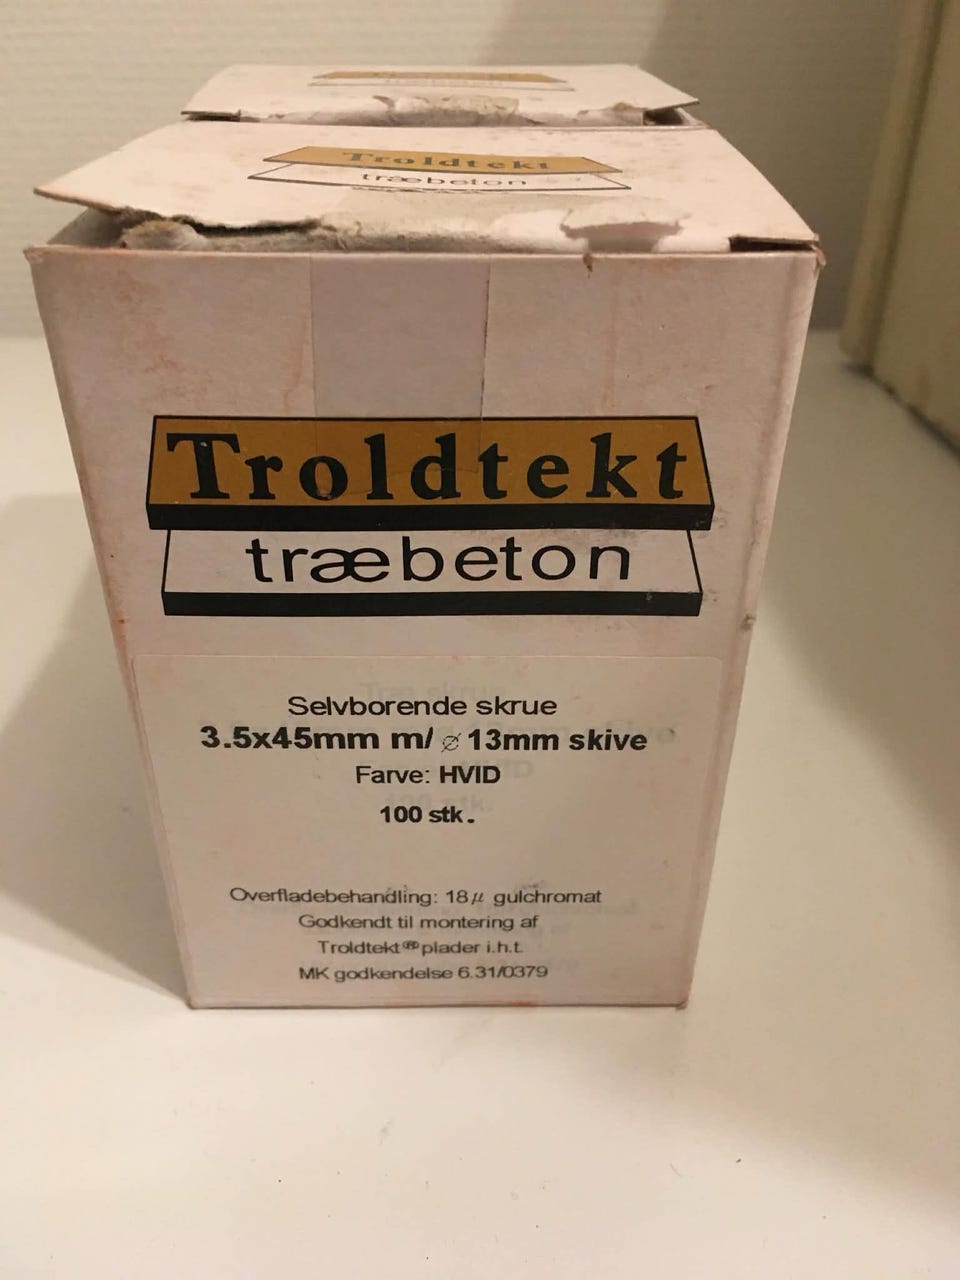 Troldtekt
træbeton
Troldtekt
træbeton
Selvborende skrue
3.5x45mm m/ ⌀ 13mm skive
Farve: HVID
100 stk.
Overfladebehandling: 18µ gulchromat
Godkendt til montering af
Troldtekt® plader i.h.t.
MK godkendelse 6.31/0379